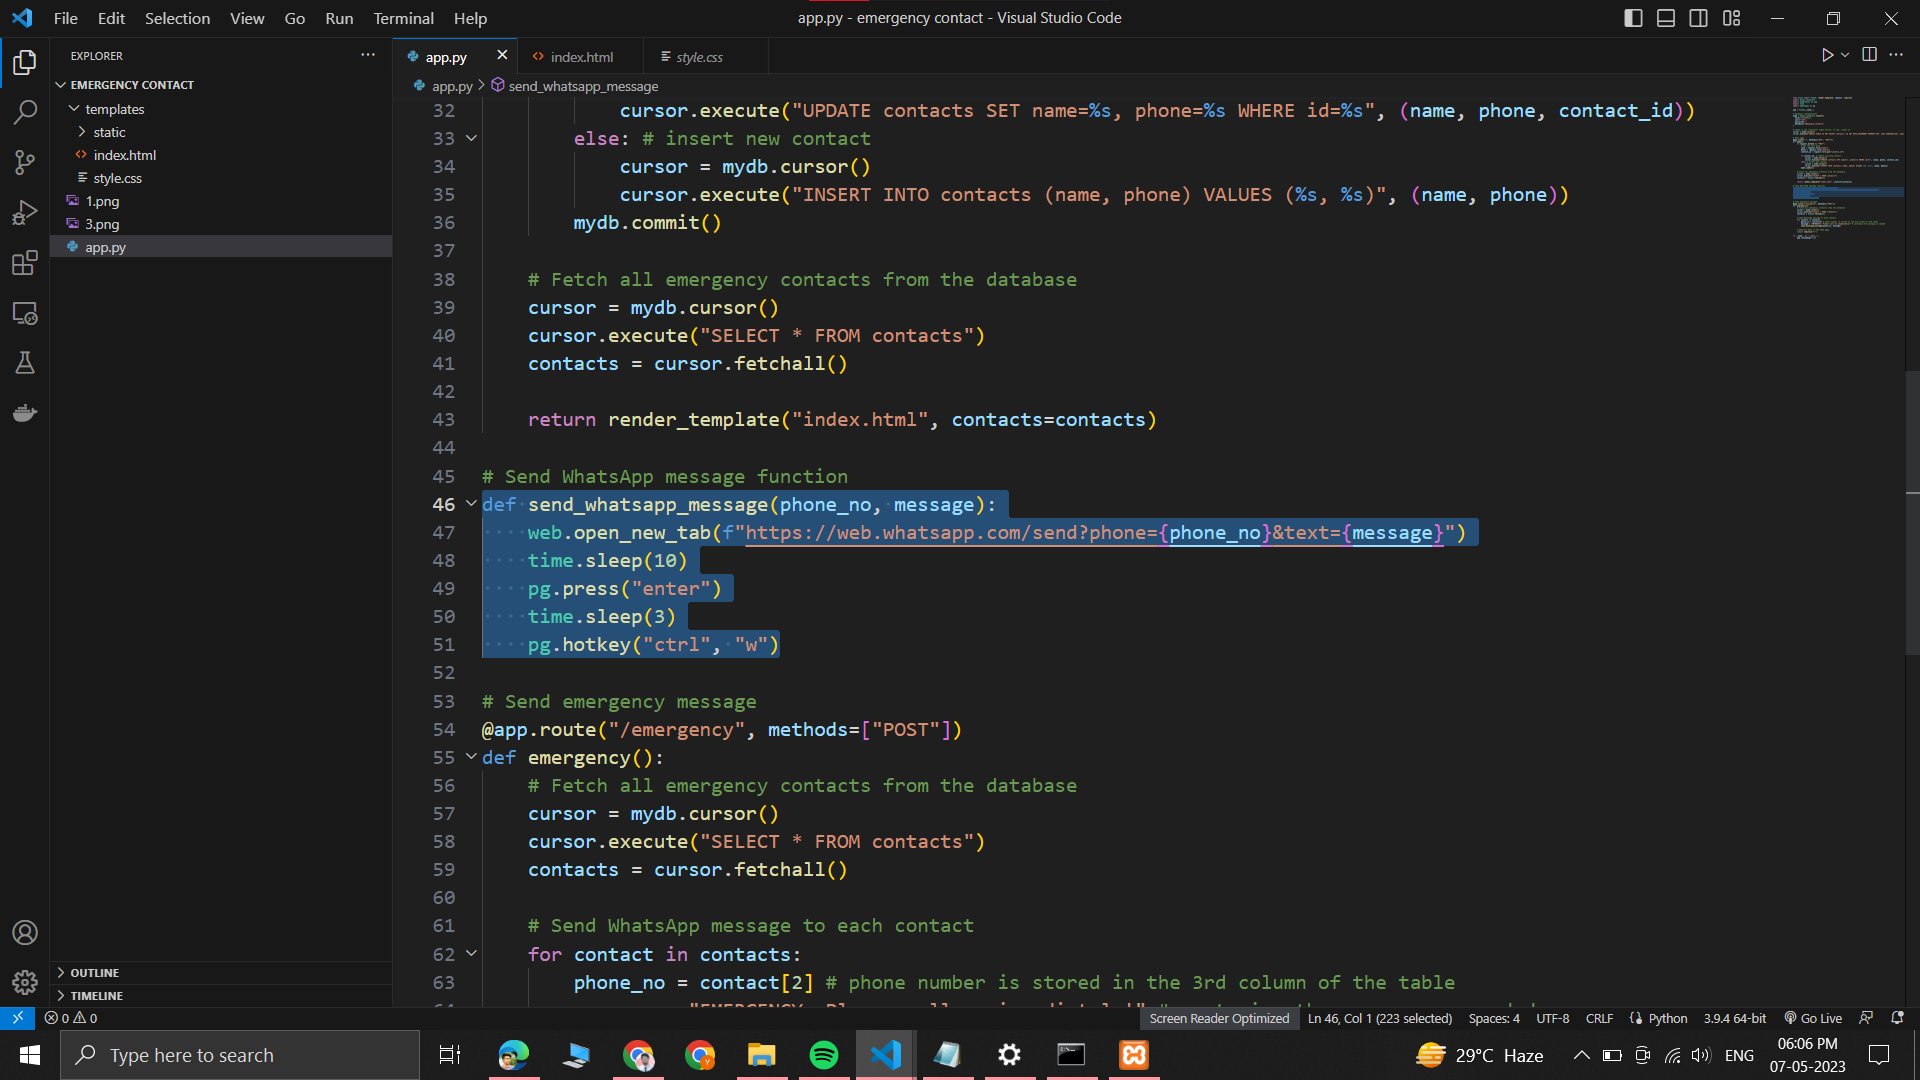 File Edit Selection View Go Run Terminal Help
app.py - emergency contact - Visual Studio Code
EXPLORER
app.py
index.html
style.css
EMERGENCY CONTACT
templates
static
index.html
style.css
1.png
3.png
app.py
app.py > send_whatsapp_message
32 cursor.execute("UPDATE contacts SET name=%s, phone=%s WHERE id=%s", (name, phone, contact_id))
33 else: # insert new contact
34 cursor = mydb.cursor()
35 cursor.execute("INSERT INTO contacts (name, phone) VALUES (%s, %s)", (name, phone))
36 mydb.commit()
37
38 # Fetch all emergency contacts from the database
39 cursor = mydb.cursor()
40 cursor.execute("SELECT * FROM contacts")
41 contacts = cursor.fetchall()
42
43 return render_template("index.html", contacts=contacts)
44
45 # Send WhatsApp message function
46 def send_whatsapp_message(phone_no, message):
47 web.open_new_tab(f"https://web.whatsapp.com/send?phone={phone_no}&text={message}")
48 time.sleep(10)
49 pg.press("enter")
50 time.sleep(3)
51 pg.hotkey("ctrl", "w")
52
53 # Send emergency message
54 @app.route("/emergency", methods=["POST"])
55 def emergency():
56 # Fetch all emergency contacts from the database
57 cursor = mydb.cursor()
58 cursor.execute("SELECT * FROM contacts")
59 contacts = cursor.fetchall()
60
61 # Send WhatsApp message to each contact
62 for contact in contacts:
63 phone_no = contact[2] # phone number is stored in the 3rd column of the table
OUTLINE
TIMELINE
0 0
Screen Reader Optimized Ln 46, Col 1 (223 selected) Spaces: 4 UTF-8 CRLF Python 3.9.4 64-bit Go Live
Type here to search
29°C Haze
ENG
06:06 PM
07-05-2023